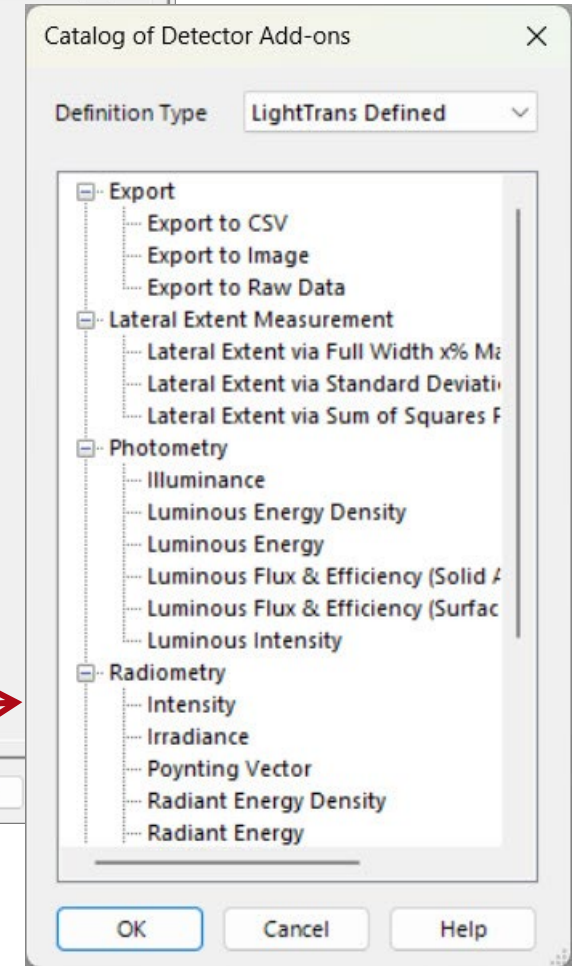 Catalog of Detector Add-ons
Definition Type LightTrans Defined
Export
Export to CSV
Export to Image
Export to Raw Data
Lateral Extent Measurement
Lateral Extent via Full Width x% Ma
Lateral Extent via Standard Deviati
Lateral Extent via Sum of Squares
Photometry
Illuminance
Luminous Energy Density
Luminous Energy
Luminous Flux & Efficiency (Solid
Luminous Flux & Efficiency (Surfac
Luminous Intensity
Radiometry
Intensity
Irradiance
Poynting Vector
Radiant Energy Density
Radiant Energy
OK Cancel Help